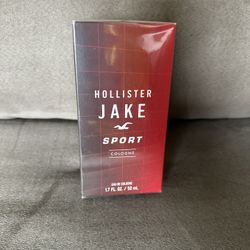 HOLLISTER
JAKE
SPORT
COLOGNE
EAU DE COLOGNE
1.7 FL. OZ. / 50 mL